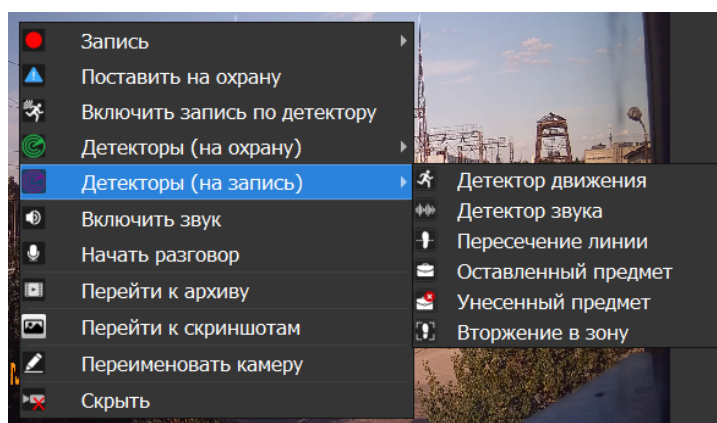 Запись
Поставить на охрану
Включить запись по детектору
Детекторы (на охрану)
Детекторы (на запись)
Включить звук
Начать разговор
Перейти к архиву
Перейти к скриншотам
Переименовать камеру
Скрыть
Детектор движения
Детектор звука
Пересечение линии
Оставленный предмет
Унесенный предмет
Вторжение в зону